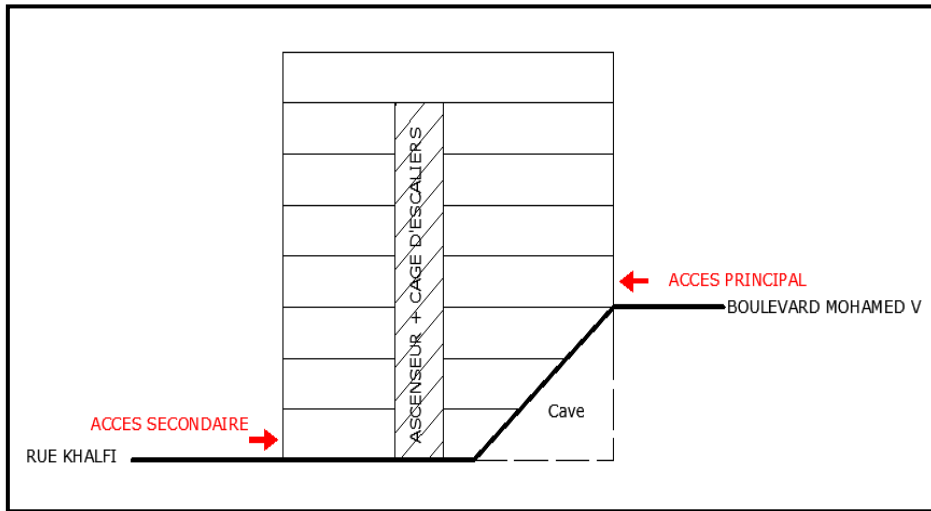 ASCENSEUR + CAGE D'ESCALIERS
ACCES PRINCIPAL
BOULEVARD MOHAMED V
Cave
ACCES SECONDAIRE
RUE KHALFI